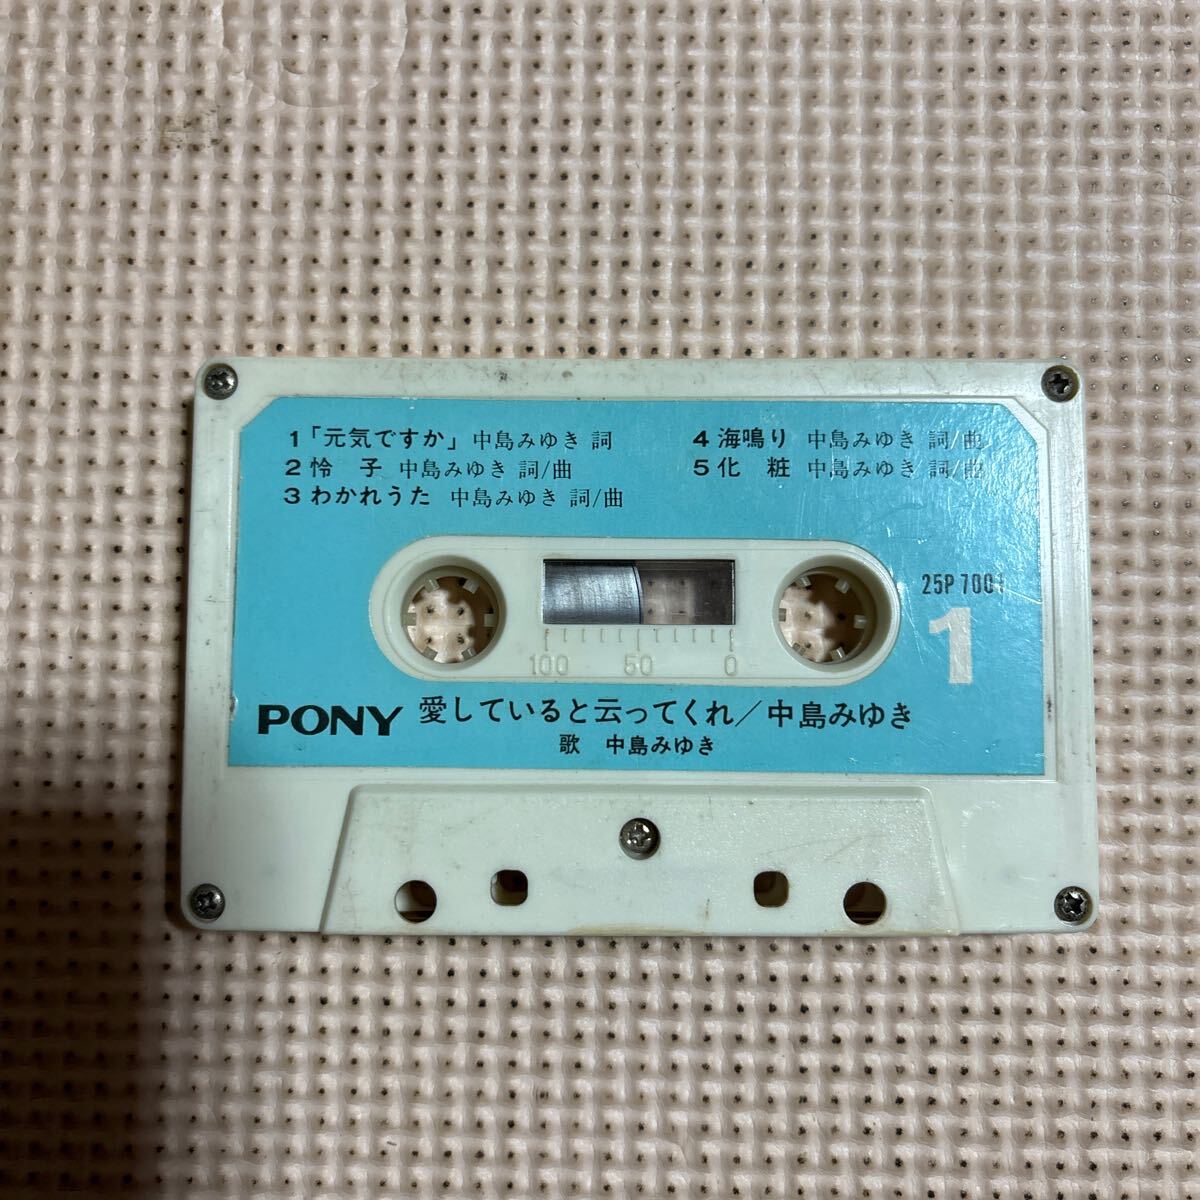 1「元気ですか」中島みゆき 詞
2 怜 子 中島みゆき 詞/曲
3 わかれうた 中島みゆき 詞/曲
4 海鳴り 中島みゆき 詞/曲
5 化 粧 中島みゆき 詞/曲
25P 7001
1
100 50 0
PONY 愛していると云ってくれ/中島みゆき
歌 中島みゆき